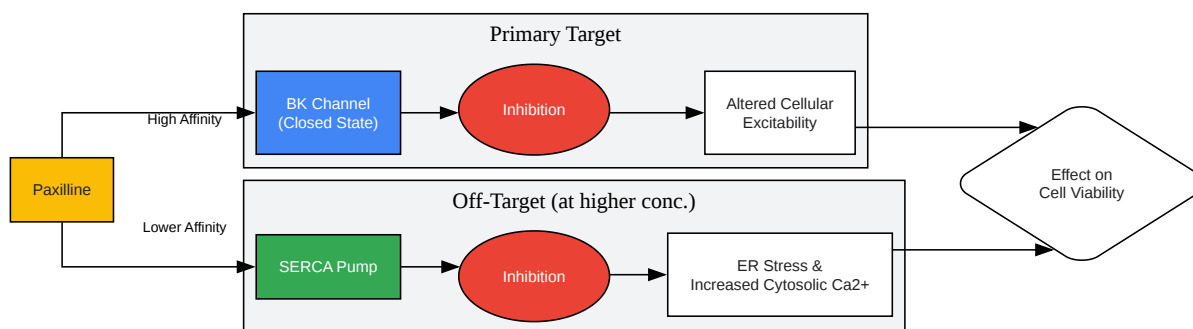 Primary Target
BK Channel
(Closed State)
Inhibition
Altered Cellular
Excitability
High Affinity
Paxilline
Effect on
Cell Viability
Off-Target (at higher conc.)
Lower Affinity
SERCA Pump
Inhibition
ER Stress &
Increased Cytosolic Ca2+